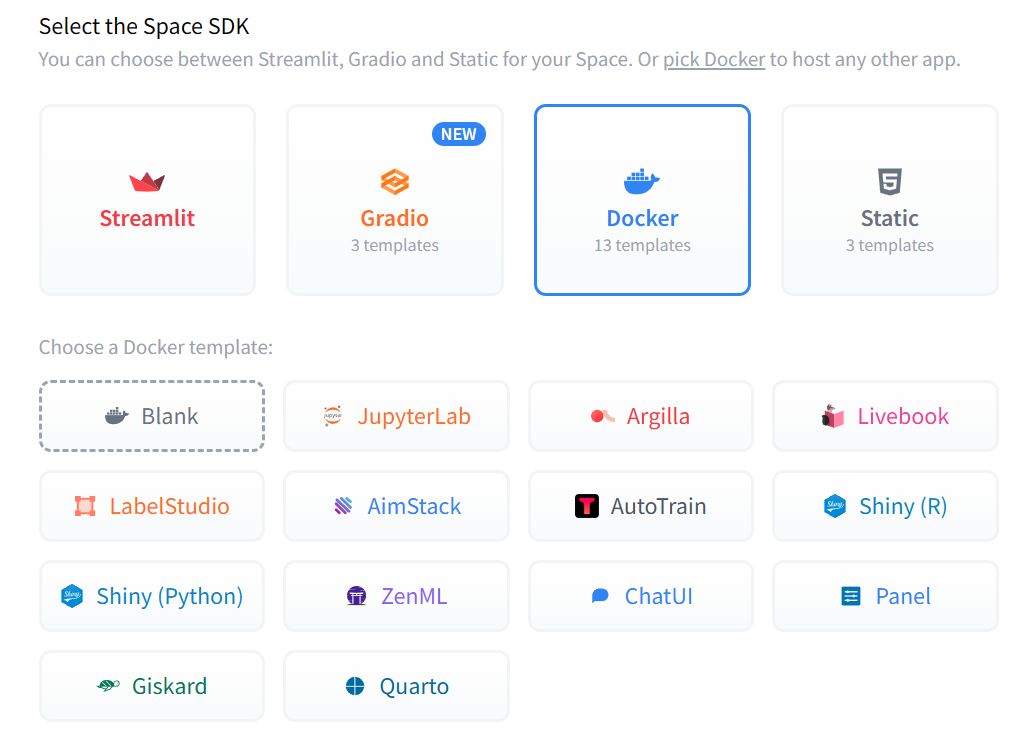 Select the Space SDK
You can choose between Streamlit, Gradio and Static for your Space. Or pick Docker to host any other app.
NEW
Streamlit
Gradio
3 templates
Docker
13 templates
Static
3 templates
Choose a Docker template:
Blank
JupyterLab
Argilla
Livebook
LabelStudio
AimStack
AutoTrain
Shiny (R)
Shiny (Python)
ZenML
ChatUI
Panel
Giskard
Quarto